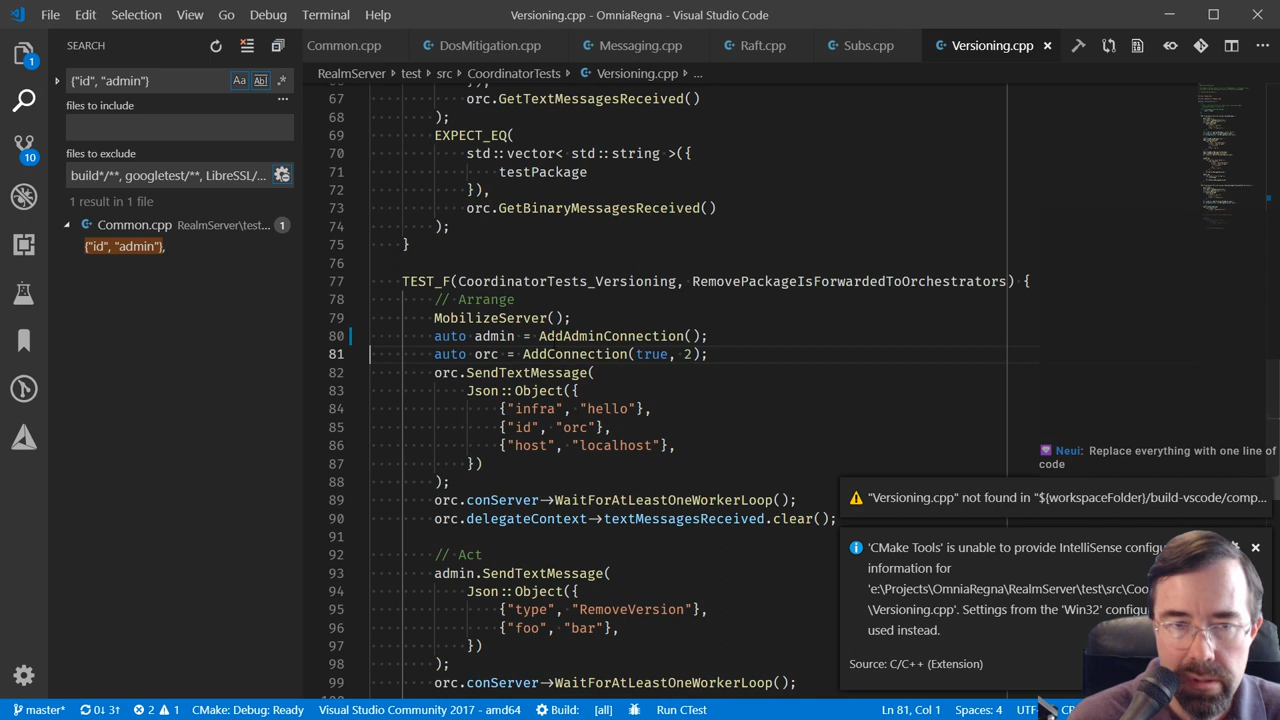 File Edit Selection View Go Debug Terminal Help Versioning.cpp - OmniaRegna - Visual Studio Code
SEARCH
Common.cpp DosMitigation.cpp Messaging.cpp Raft.cpp Subs.cpp Versioning.cpp
RealmServer > test > src > CoordinatorTests > Versioning.cpp > ...
1
{"id", "admin"}
files to include
files to exclude
build*/**, googletest/**, LibreSSL/...
1 result in 1 file
Common.cpp RealmServer\test... 1
{"id", "admin"},
10
67 orc.GetTextMessagesReceived()
68 );
69 EXPECT_EQ(
70 std::vector< std::string >({
71 testPackage
72 }),
73 orc.GetBinaryMessagesReceived()
74 );
75 }
76
77 TEST_F(CoordinatorTests_Versioning, RemovePackageIsForwardedToOrchestrators) {
78 // Arrange
79 MobilizeServer();
80 auto admin = AddAdminConnection();
81 auto orc = AddConnection(true, 2);
82 orc.SendTextMessage(
83 Json::Object({
84 {"infra", "hello"},
85 {"id", "orc"},
86 {"host", "localhost"},
87 })
88 );
89 orc.conServer->WaitForAtLeastOneWorkerLoop();
90 orc.delegateContext->textMessagesReceived.clear();
91
92 // Act
93 admin.SendTextMessage(
94 Json::Object({
95 {"type", "RemoveVersion"},
96 {"foo", "bar"},
97 })
98 );
99 orc.conServer->WaitForAtLeastOneWorkerLoop();
Neui: Replace everything with one line of
code
"Versioning.cpp" not found in "${workspaceFolder}/build-vscode/comp...
'CMake Tools' is unable to provide IntelliSense
information for
'e:\Projects\OmniaRegna\RealmServer\test\src\
\Versioning.cpp'. Settings from the 'Win32'
used instead.
Source: C/C++ (Extension)
master* 0↓ 3↑ 2 1 CMake: Debug: Ready Visual Studio Community 2017 - amd64 Build: [all] Run CTest Ln 81, Col 1 Spaces: 4